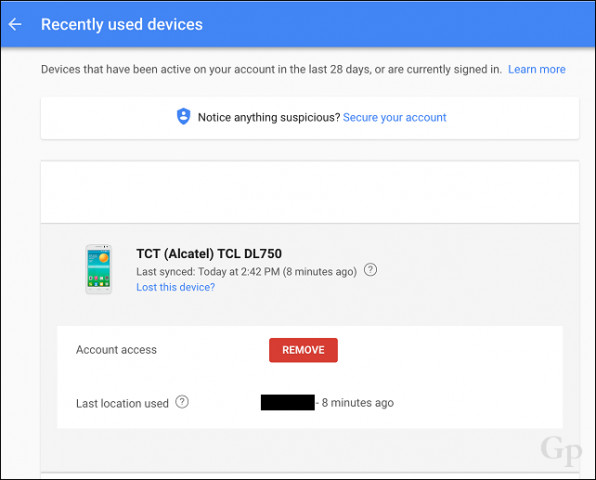 Recently used devices
Devices that have been active on your account in the last 28 days, or are currently signed in. Learn more
Notice anything suspicious? Secure your account
TCT (Alcatel) TCL DL750
Last synced: Today at 2:42 PM (8 minutes ago) ?
Lost this device?
Account access REMOVE
Last location used ? - 8 minutes ago
Gp